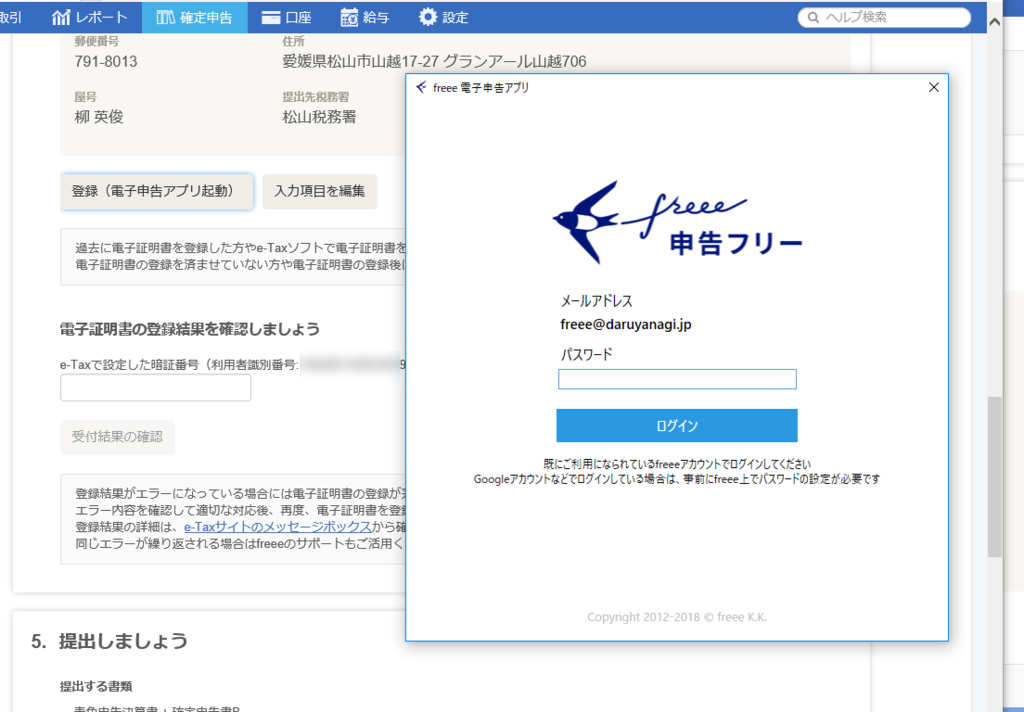 取引 レポート 確定申告 口座 給与 設定 ヘルプ検索
郵便番号 住所
791-8013 愛媛県松山市山越17-27 グランアール山越706
屋号 提出先税務署
柳 英俊 松山税務署
登録（電子申告アプリ起動） 入力項目を編集
過去に電子証明書を登録した方やe-Taxソフトで電子証明書を
電子証明書の登録を済ませていない方や電子証明書の登録後に
電子証明書の登録結果を確認しましょう
e-Taxで設定した暗証番号（利用者識別番号:
受付結果の確認
登録結果がエラーになっている場合には電子証明書の登録が
エラー内容を確認して適切な対応後、再度、電子証明書を登録
登録結果の詳細は、e-Taxサイトのメッセージボックスから確
同じエラーが繰り返される場合はfreeeのサポートもご活用く
5. 提出しましょう
提出する書類
青色申告決算書 + 確定申告書B
freee 電子申告アプリ
freee
申告フリー
メールアドレス
freee@daruyanagi.jp
パスワード
ログイン
既にご利用になられているfreeeアカウントでログインしてください
Googleアカウントなどでログインしている場合は、事前にfreee上でパスワードの設定が必要です
Copyright 2012-2018 © freee K.K.